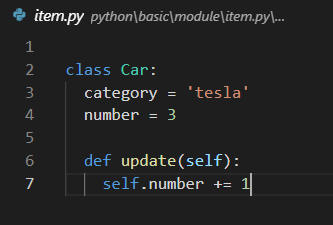 item.py python\basic\module\item.py\...
1
2 class Car:
3   category = 'tesla'
4   number = 3
5
6   def update(self):
7     self.number += 1